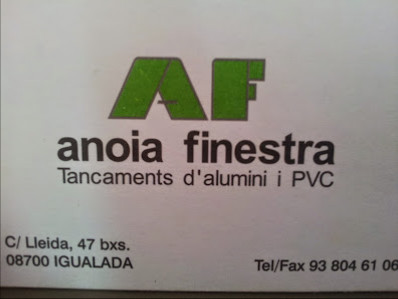 AF
anoia finestra
Tancaments d'alumini i PVC
C/ Lleida, 47 bxs.
08700 IGUALADA
Tel/Fax 93 804 61 06